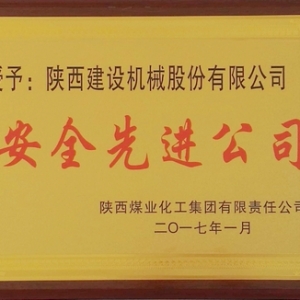 授予：陕西建设机械股份有限公司
安全先进公司
陕西煤业化工集团有限责任公司
二〇一七年一月